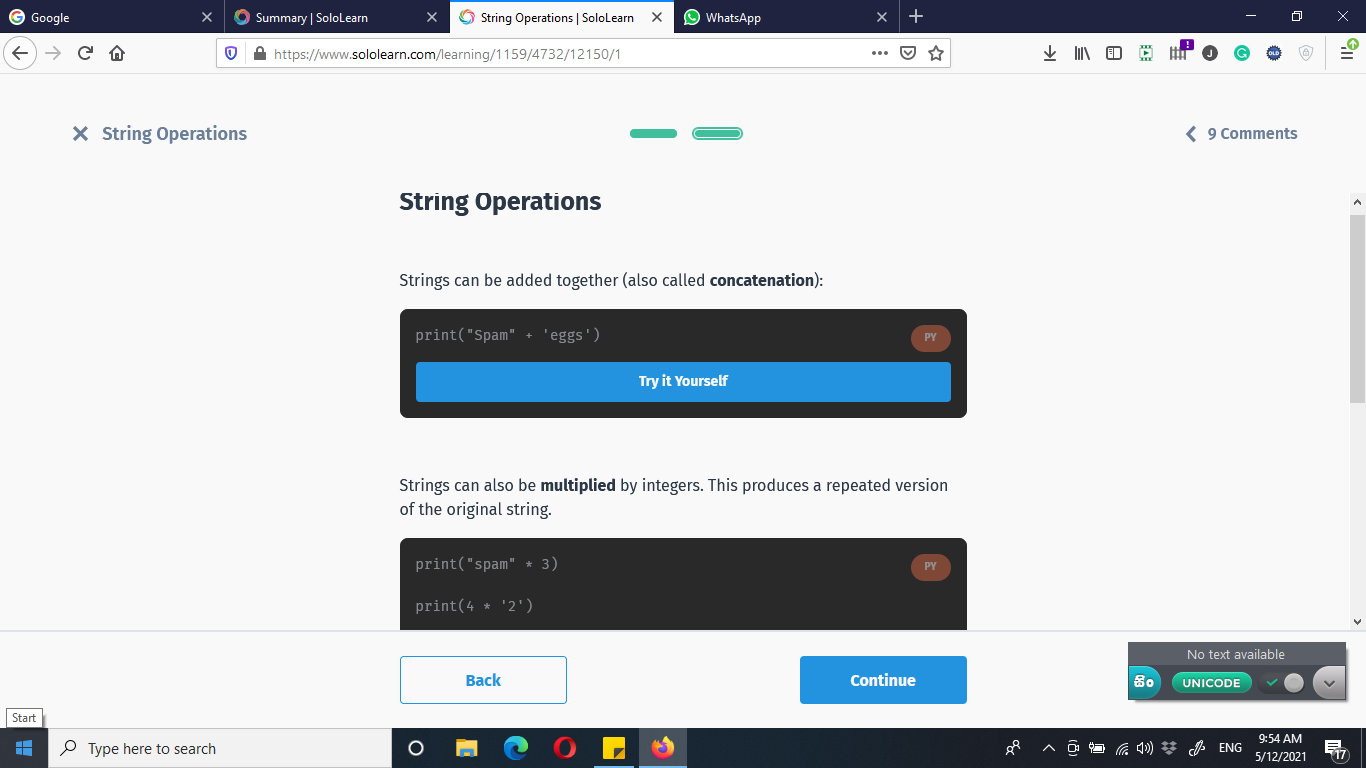 Google
Summary | SoloLearn
String Operations | SoloLearn
WhatsApp
https://www.sololearn.com/learning/1159/4732/12150/1
String Operations
9 Comments
String Operations
Strings can be added together (also called concatenation):
print("Spam" + 'eggs')
PY
Try it Yourself
Strings can also be multiplied by integers. This produces a repeated version
of the original string.
print("spam" * 3)
PY
print(4 * '2')
Back
Continue
No text available
සිං
UNICODE
Start
Type here to search
ENG
9:54 AM
5/12/2021
17